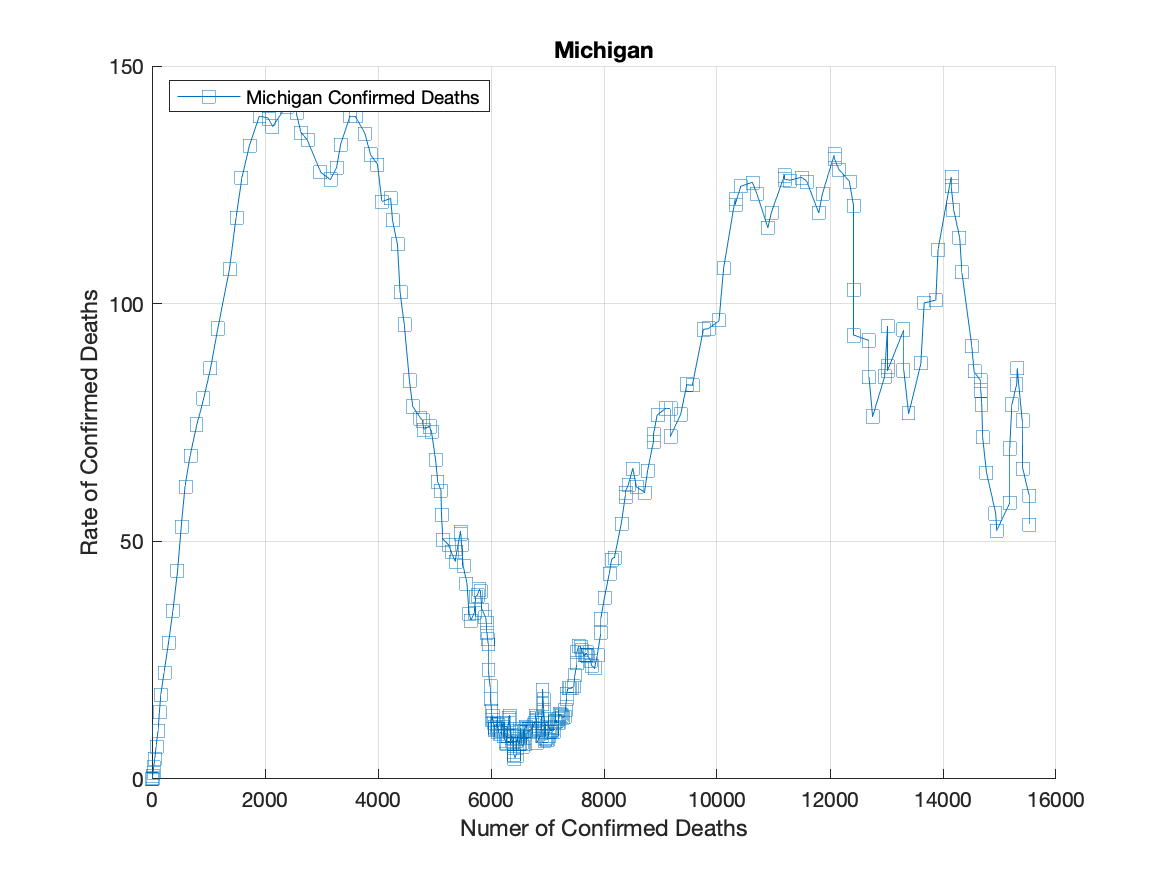 Michigan
150
Michigan Confirmed Deaths
100
Rate of Confirmed Deaths
50
0
0 2000 4000 6000 8000 10000 12000 14000 16000
Numer of Confirmed Deaths